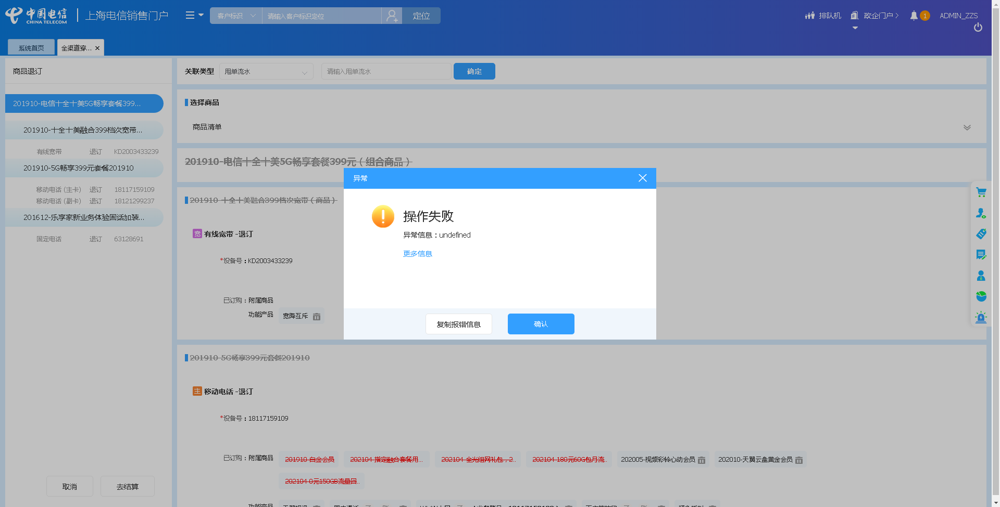 中国电信
CHINA TELECOM
上海电信销售门户
客户标识
请输入客户标识定位
定位
排队机
政企门户
1
ADMIN_ZZS
系统首页
全渠道穿...
商品退订
关联类型
甩单流水
请输入甩单流水
确定
201910-电信十全十美5G畅享套餐399...
201910-十全十美融合399档次宽带...
有线宽带 退订 KD2003433239
201910-5G畅享399元套餐201910
移动电话 (主卡) 退订 18117159109
移动电话 (副卡) 退订 18121299237
201612-乐享家新业务体验固话加装...
固定电话 退订 63128691
取消
去结算
选择商品
商品清单
201910-电信十全十美5G畅享套餐399元 ( 组合商品 )
201910-十全十美融合399档次宽带 ( 商品 )
宽 有线宽带 -退订
*设备号 : KD2003433239
已订购 : 附属商品
功能产品 宽降互斥
异常
操作失败
异常信息 : undefined
更多信息
复制报错信息
确认
201910-5G畅享399元套餐201910
主 移动电话 -退订
*设备号 : 18117159109
已订购 : 附属商品 201910-白金会员 202104-指定融合套餐用... 202104-全光组网礼包 , 2.. 202104-180元60G包月流.. 202005-视频彩铃心动会员 202010-天翼云盘黄金会员
202104-0元150GB流量回..
功能产品